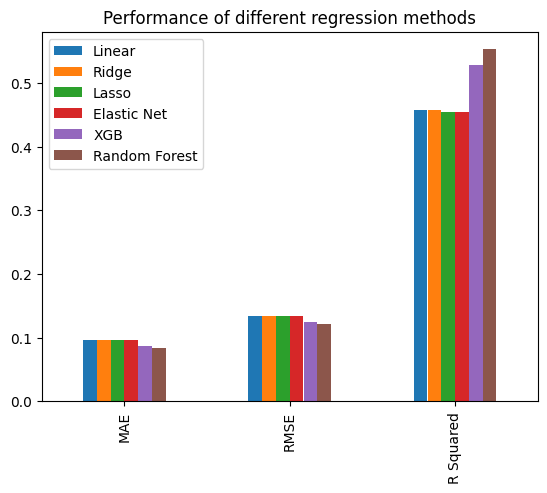 Performance of different regression methods
Linear
Ridge
Lasso
Elastic Net
XGB
Random Forest
0.5
0.4
0.3
0.2
0.1
0.0
MAE
RMSE
R Squared